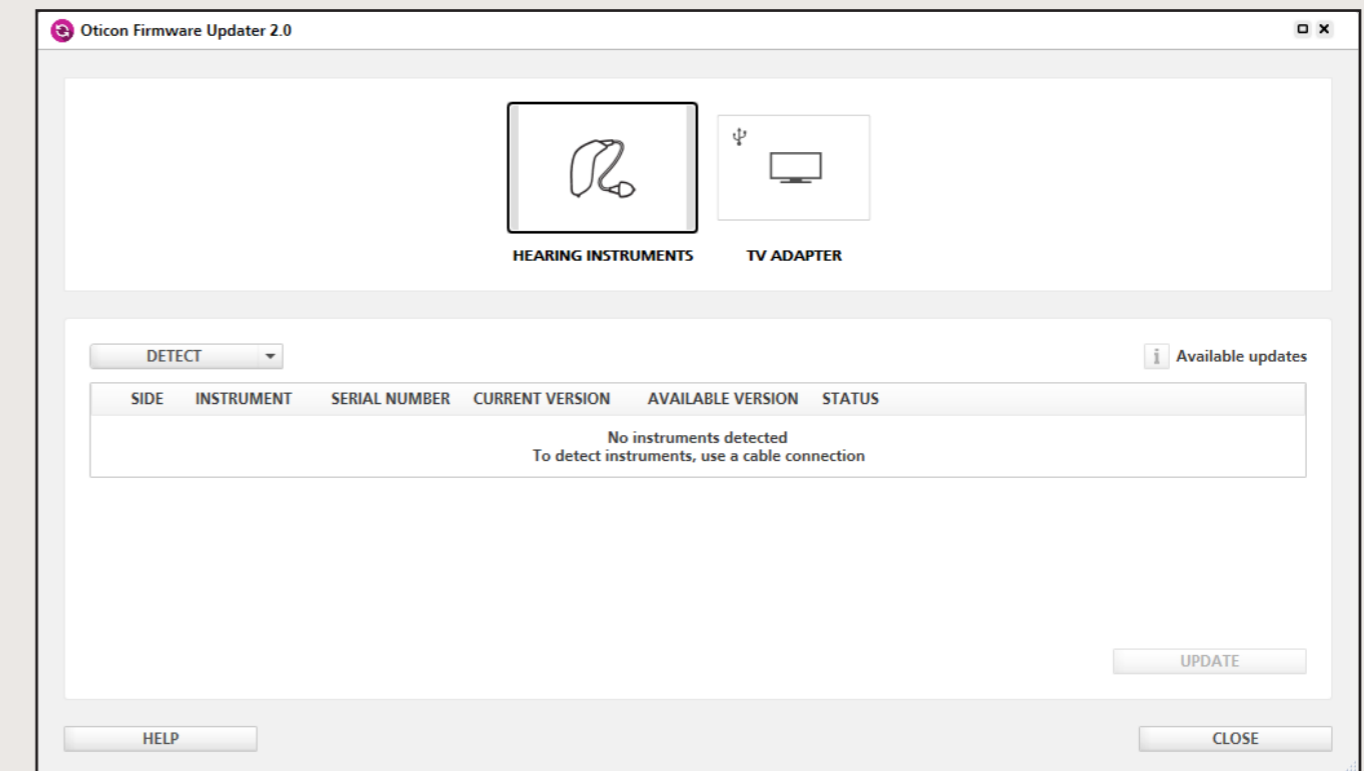 Oticon Firmware Updater 2.0
HEARING INSTRUMENTS
TV ADAPTER
DETECT
i Available updates
SIDE INSTRUMENT SERIAL NUMBER CURRENT VERSION AVAILABLE VERSION STATUS
No instruments detected
To detect instruments, use a cable connection
UPDATE
HELP
CLOSE